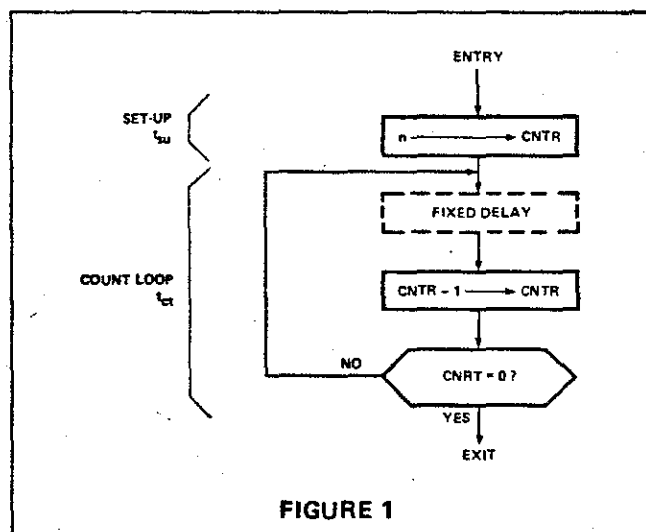 ENTRY
SET-UP
tsu
n → CNTR
FIXED DELAY
COUNT LOOP
tct
CNTR - 1 → CNTR
NO
CNRT = 0 ?
YES
EXIT
FIGURE 1